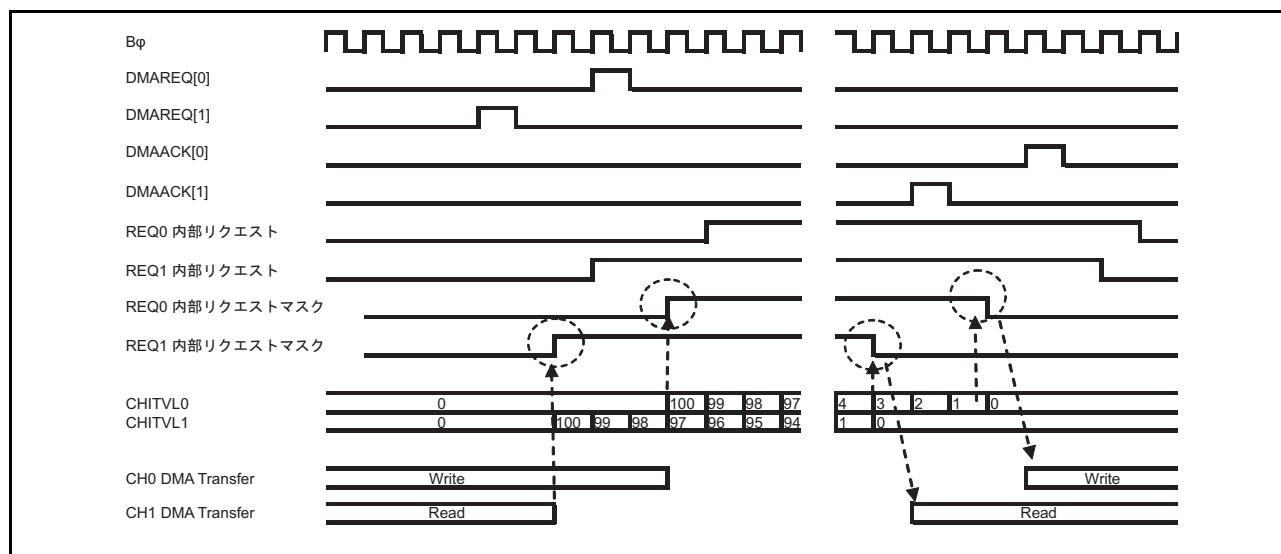 Bφ
DMAREQ[0]
DMAREQ[1]
DMAACK[0]
DMAACK[1]
REQ0 内部リクエスト
REQ1 内部リクエスト
REQ0 内部リクエストマスク
REQ1 内部リクエストマスク
CHITVL0 0 100 99 98 97 4 3 2 1 0
CHITVL1 0 100 99 98 97 96 95 94 1 0
CH0 DMA Transfer Write Write
CH1 DMA Transfer Read Read